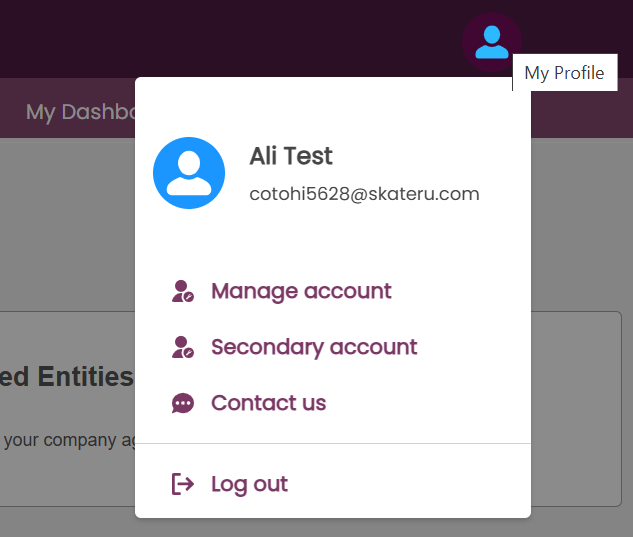 My Profile
My Dashbo
Ali Test
cotohi5628@skateru.com
Manage account
Secondary account
Contact us
Log out
ed Entities
your company ag